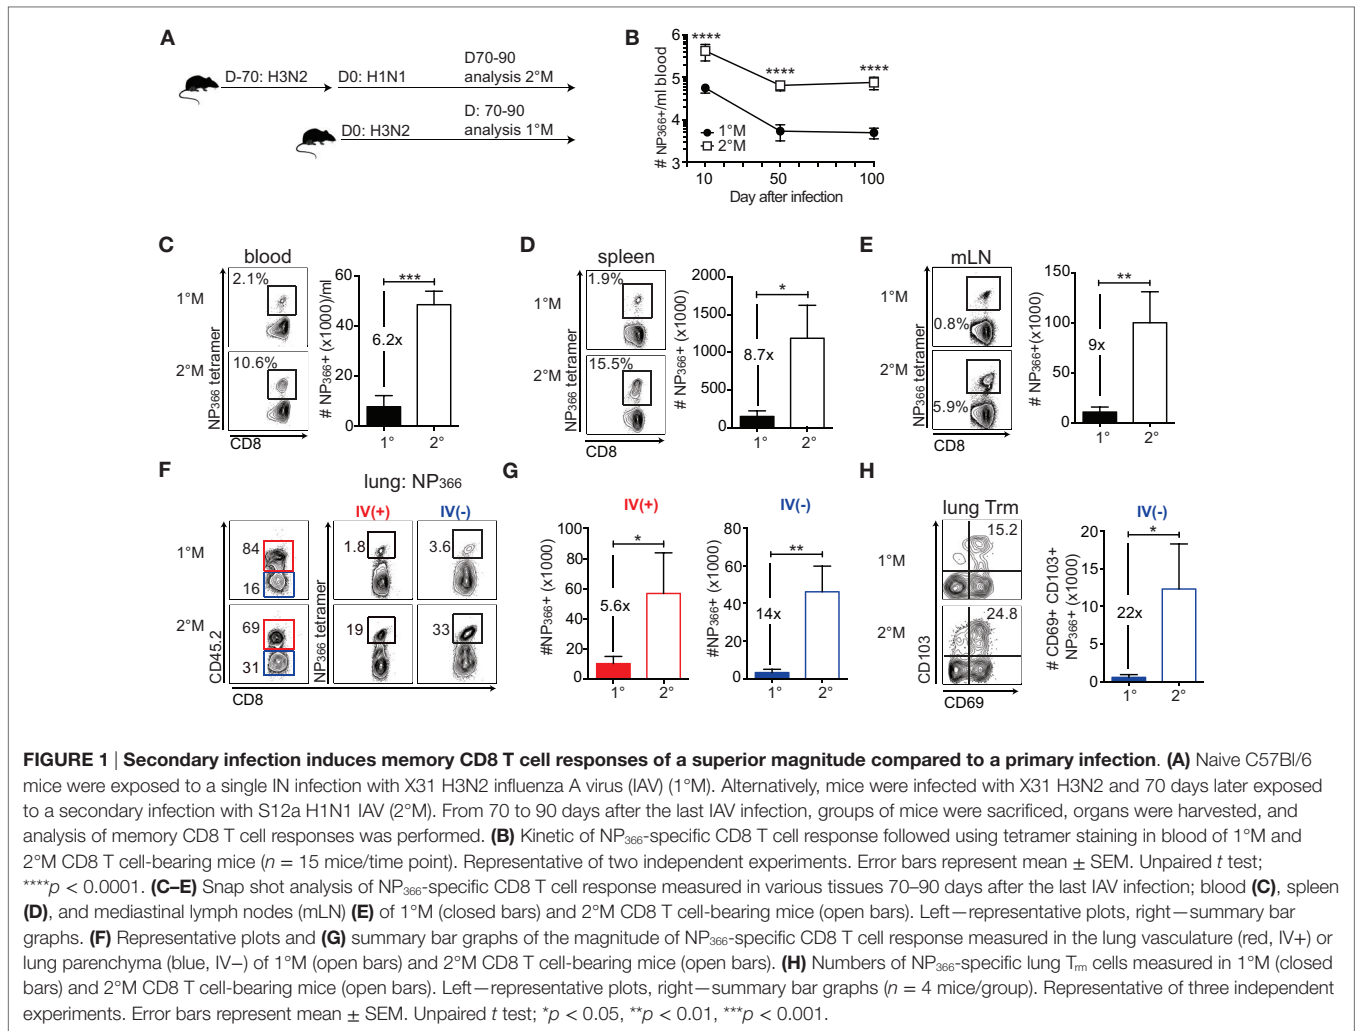 A
D-70: H3N2
D0: H1N1
D70-90
analysis 2°M
D0: H3N2
D: 70-90
analysis 1°M
B
# NP366+/ml blood
6
5
4
3
****
****
****
1°M
2°M
10
50
100
Day after infection
C
blood
1°M
2.1%
2°M
10.6%
NP366 tetramer
CD8
# NP366+ (x1000)/ml
60
40
20
0
***
6.2x
1°
2°
D
spleen
1°M
1.9%
2°M
15.5%
NP366 tetramer
CD8
# NP366+ (x1000)
2000
1500
1000
500
0
*
8.7x
1°
2°
E
mLN
1°M
0.8%
2°M
5.9%
NP366 tetramer
CD8
# NP366+ (x1000)
150
100
50
0
**
9x
1°
2°
F
lung: NP366
IV(+)
IV(-)
1°M
84
16
1.8
3.6
2°M
69
31
19
33
CD45.2
NP366 tetramer
CD8
G
IV(+)
#NP366+ (x1000)
100
80
60
40
20
0
*
5.6x
1°
2°
IV(-)
#NP366+ (x1000)
80
60
40
20
0
**
14x
1°
2°
H
lung Trm
1°M
15.2
2°M
24.8
CD103
CD69
IV(-)
# CD69+ CD103+
NP366+ (x1000)
20
15
10
5
0
*
22x
1°
2°
FIGURE 1 | Secondary infection induces memory CD8 T cell responses of a superior magnitude compared to a primary infection. (A) Naive C57Bl/6
mice were exposed to a single IN infection with X31 H3N2 influenza A virus (IAV) (1°M). Alternatively, mice were infected with X31 H3N2 and 70 days later exposed
to a secondary infection with S12a H1N1 IAV (2°M). From 70 to 90 days after the last IAV infection, groups of mice were sacrificed, organs were harvested, and
analysis of memory CD8 T cell responses was performed. (B) Kinetic of NP366-specific CD8 T cell response followed using tetramer staining in blood of 1°M and
2°M CD8 T cell-bearing mice (n = 15 mice/time point). Representative of two independent experiments. Error bars represent mean ± SEM. Unpaired t test;
****p < 0.0001. (C–E) Snap shot analysis of NP366-specific CD8 T cell response measured in various tissues 70–90 days after the last IAV infection; blood (C), spleen
(D), and mediastinal lymph nodes (mLN) (E) of 1°M (closed bars) and 2°M CD8 T cell-bearing mice (open bars). Left—representative plots, right—summary bar
graphs. (F) Representative plots and (G) summary bar graphs of the magnitude of NP366-specific CD8 T cell response measured in the lung vasculature (red, IV+) or
lung parenchyma (blue, IV−) of 1°M (open bars) and 2°M CD8 T cell-bearing mice (open bars). (H) Numbers of NP366-specific lung Trm cells measured in 1°M (closed
bars) and 2°M CD8 T cell-bearing mice (open bars). Left—representative plots, right—summary bar graphs (n = 4 mice/group). Representative of three independent
experiments. Error bars represent mean ± SEM. Unpaired t test; *p < 0.05, **p < 0.01, ***p < 0.001.